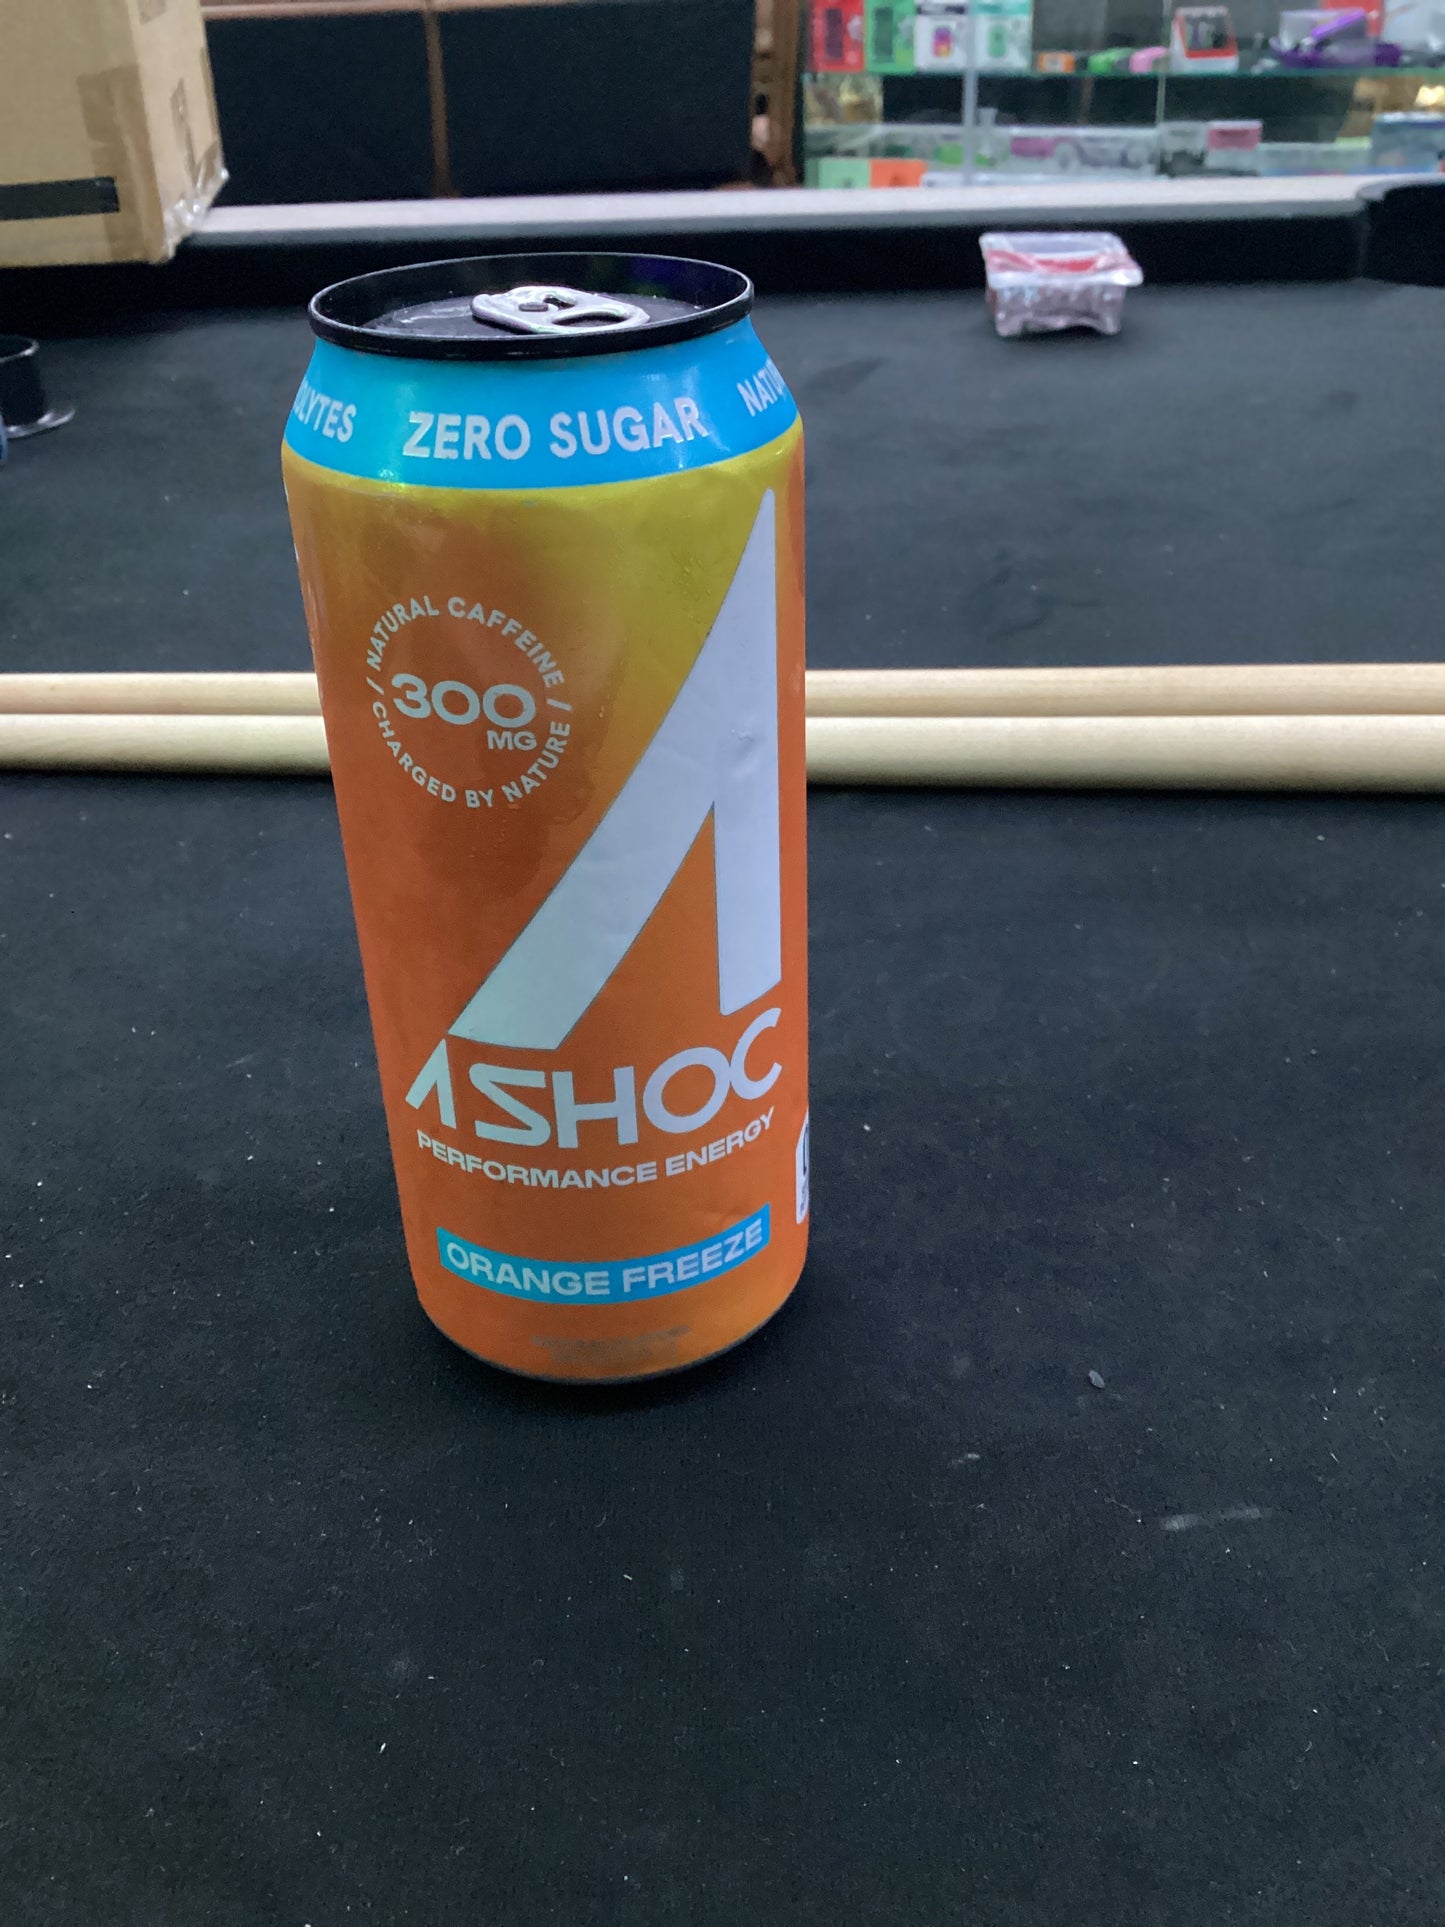 ZERO SUGAR
NATURAL CAFFEINE /
300
MG
/ CHARGED BY NATURE
ASHOC
PERFORMANCE ENERGY
ORANGE FREEZE